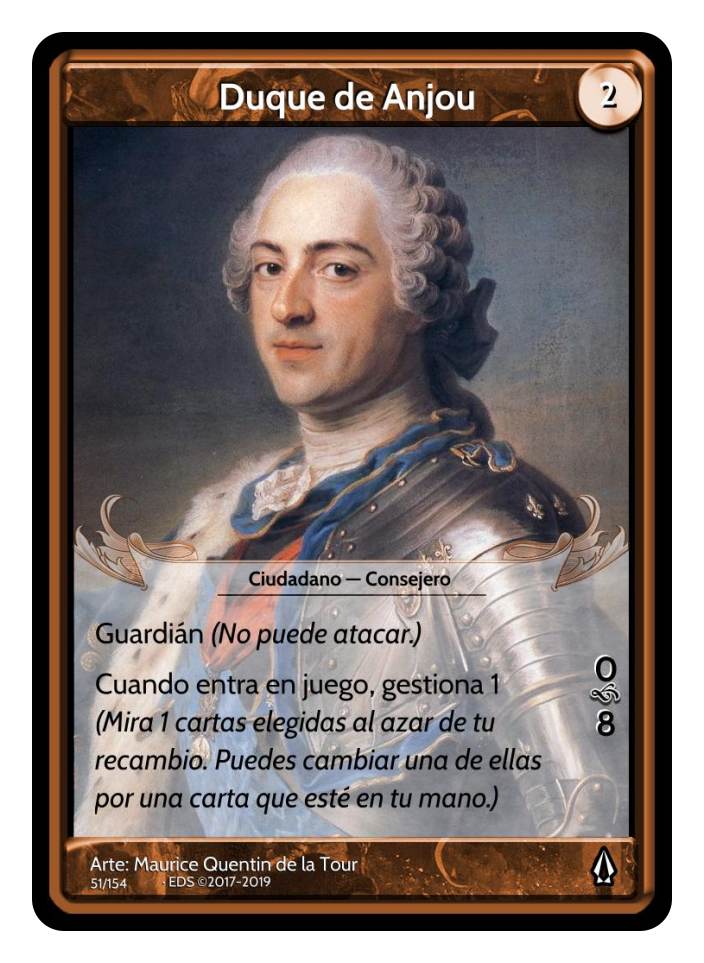 Duque de Anjou
2
Ciudadano — Consejero
Guardián (No puede atacar.)
Cuando entra en juego, gestiona 1
(Mira 1 cartas elegidas al azar de tu
recambio. Puedes cambiar una de ellas
por una carta que esté en tu mano.)
0
8
Arte: Maurice Quentin de la Tour
51/154 · EDS ©2017-2019